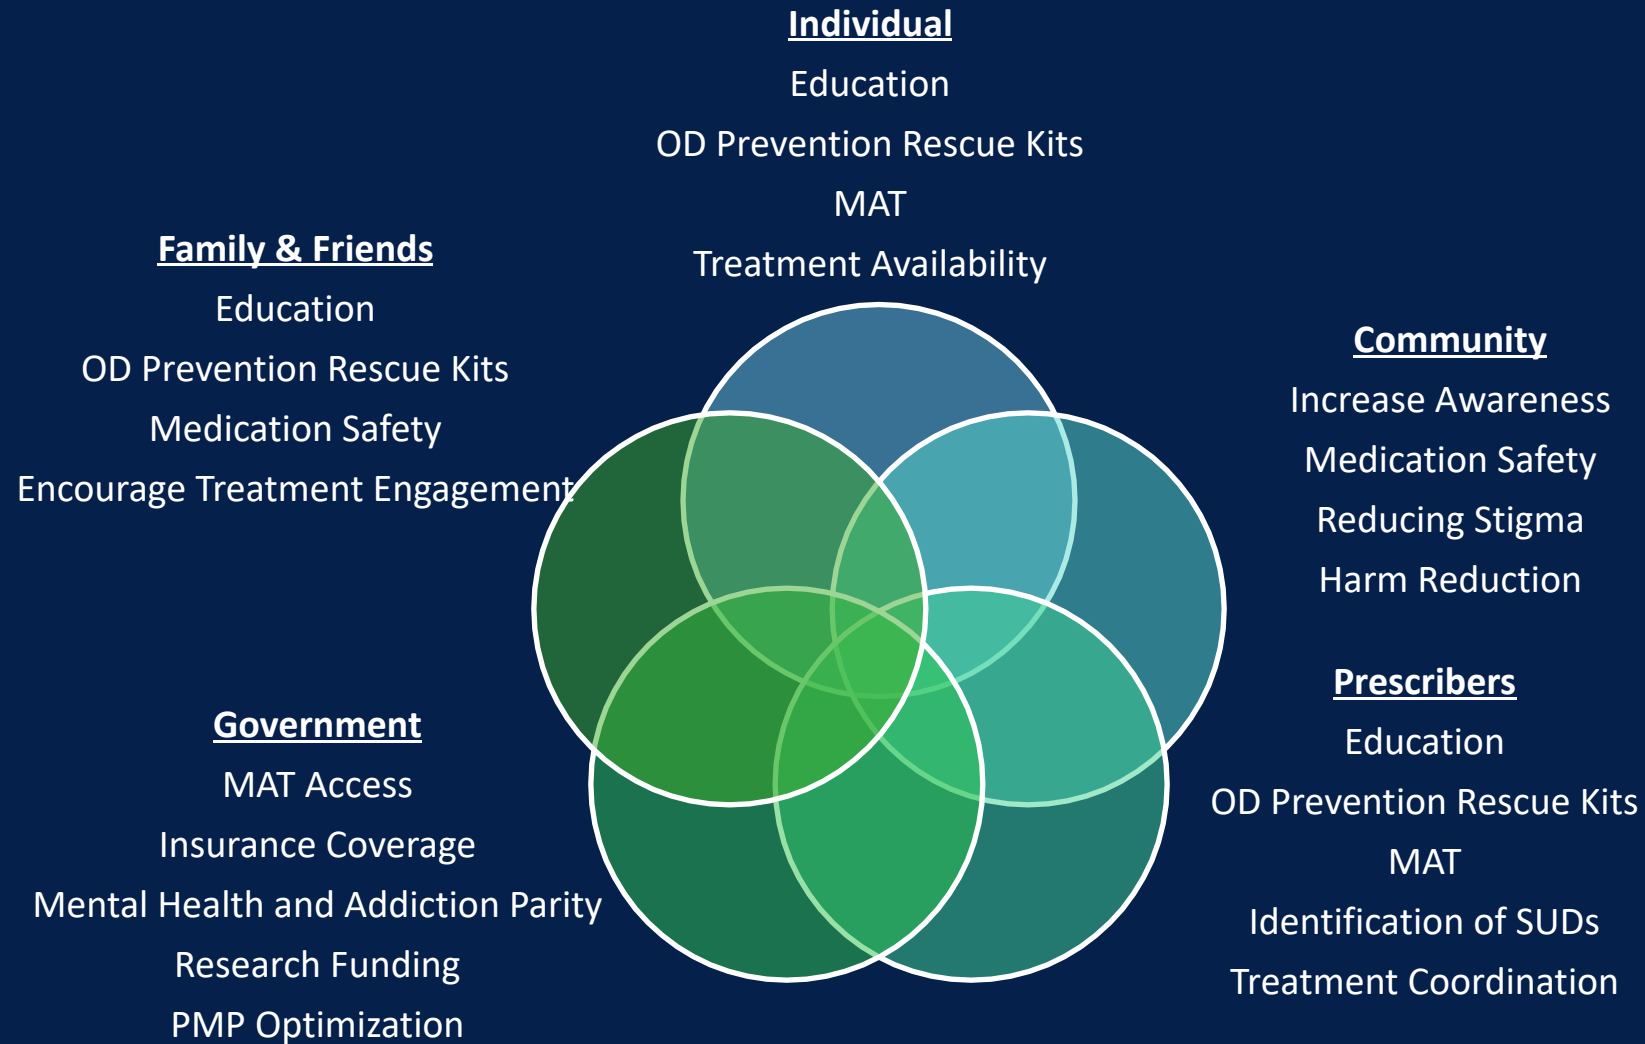 Individual
Education
OD Prevention Rescue Kits
MAT
Treatment Availability
Family & Friends
Education
OD Prevention Rescue Kits
Medication Safety
Encourage Treatment Engagement
Community
Increase Awareness
Medication Safety
Reducing Stigma
Harm Reduction
Government
MAT Access
Insurance Coverage
Mental Health and Addiction Parity
Research Funding
PMP Optimization
Prescribers
Education
OD Prevention Rescue Kits
MAT
Identification of SUDs
Treatment Coordination